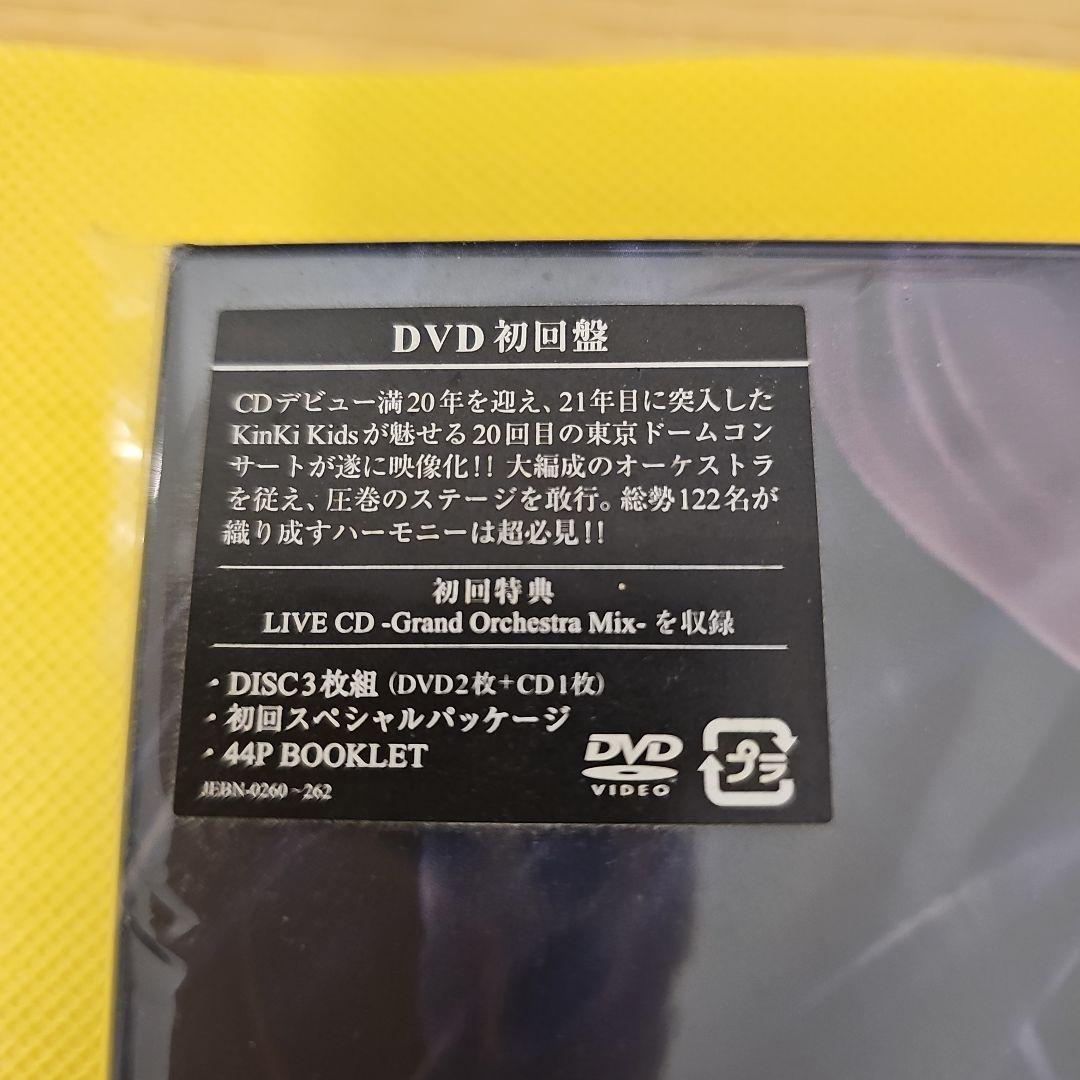 DVD 初回盤
CDデビュー満20年を迎え、21年目に突入した
KinKi Kidsが魅せる20回目の東京ドームコン
サートが遂に映像化!! 大編成のオーケストラ
を従え、圧巻のステージを敢行。総勢122名が
織り成すハーモニーは超必見!!
初回特典
LIVE CD -Grand Orchestra Mix- を収録
・DISC3枚組 (DVD2枚+CD1枚)
・初回スペシャルパッケージ
・44P BOOKLET
JEBN-0260~262
DVD
VIDEO
プラ